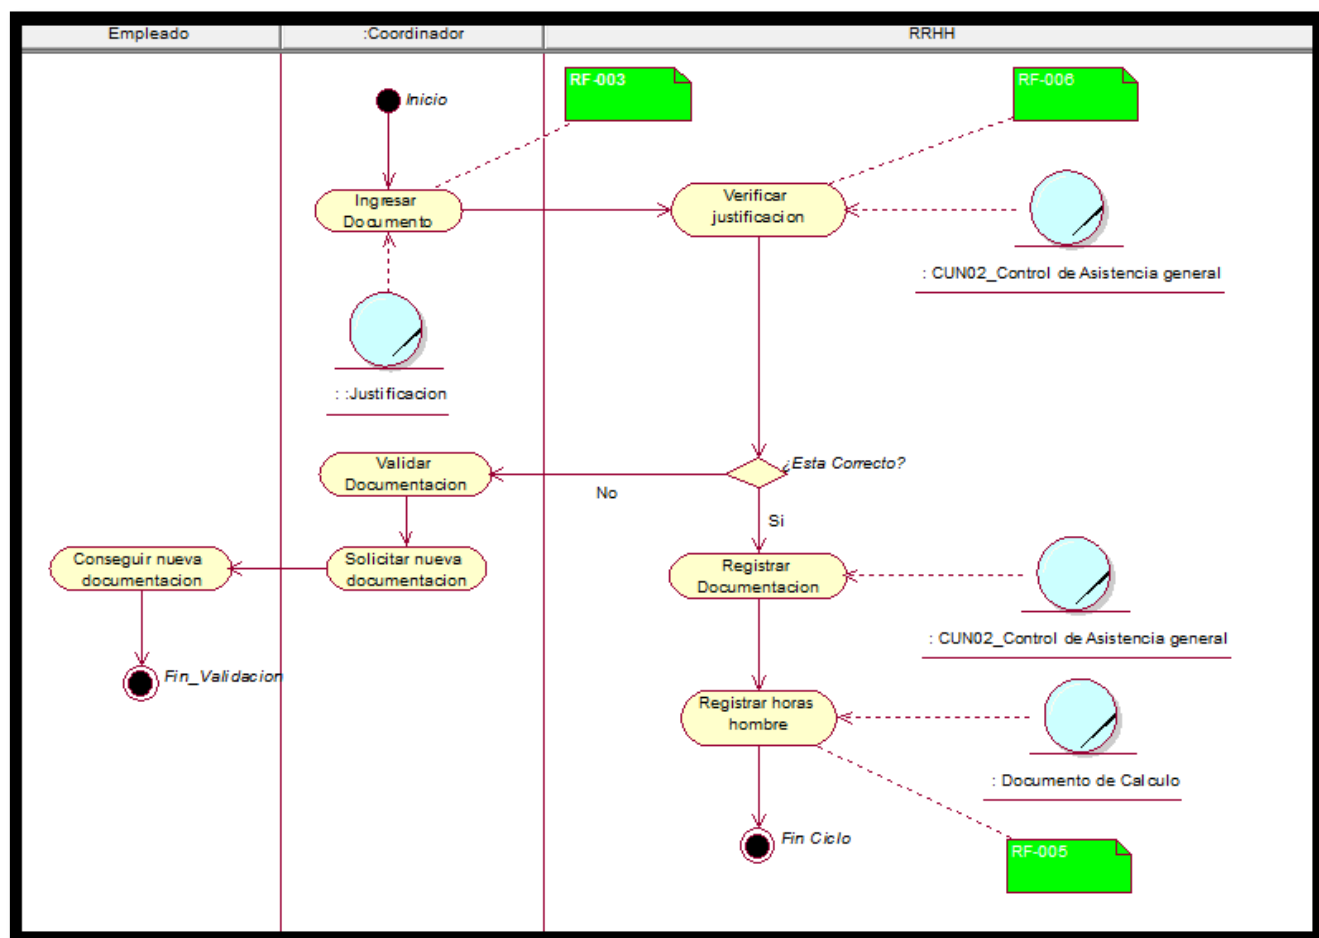 Empleado
:Coordinador
RRHH
RF-003
RF-006
Inicio
Ingresar
Documento
Verificar
justificacion
: CUN02_Control de Asistencia general
: :Justificacion
Validar
Documentacion
¿Esta Correcto?
No
Si
Conseguir nueva
documentacion
Solicitar nueva
documentacion
Registrar
Documentacion
: CUN02_Control de Asistencia general
Fin_Validacion
Registrar horas
hombre
: Documento de Calculo
Fin Ciclo
RF-005